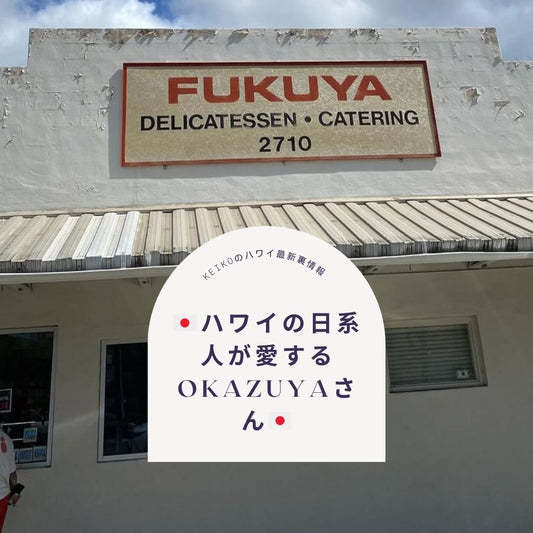 FUKUYA
DELICATESSEN • CATERING
2710
KEIKOのハワイ最新裏情報
🇯🇵ハワイの日系
人が愛する
OKAZUYAさ
ん🇯🇵